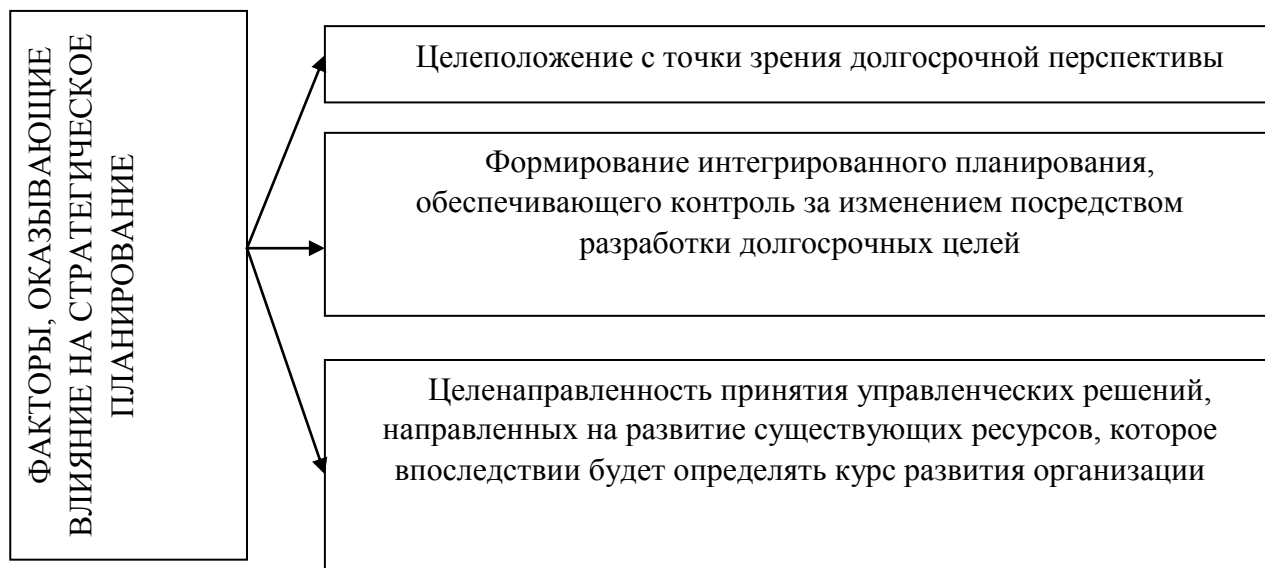 ФАКТОРЫ, ОКАЗЫВАЮЩИЕ
ВЛИЯНИЕ НА СТРАТЕГИЧЕСКОЕ
ПЛАНИРОВАНИЕ
Целеположение с точки зрения долгосрочной перспективы
Формирование интегрированного планирования,
обеспечивающего контроль за изменением посредством
разработки долгосрочных целей
Целенаправленность принятия управленческих решений,
направленных на развитие существующих ресурсов, которое
впоследствии будет определять курс развития организации